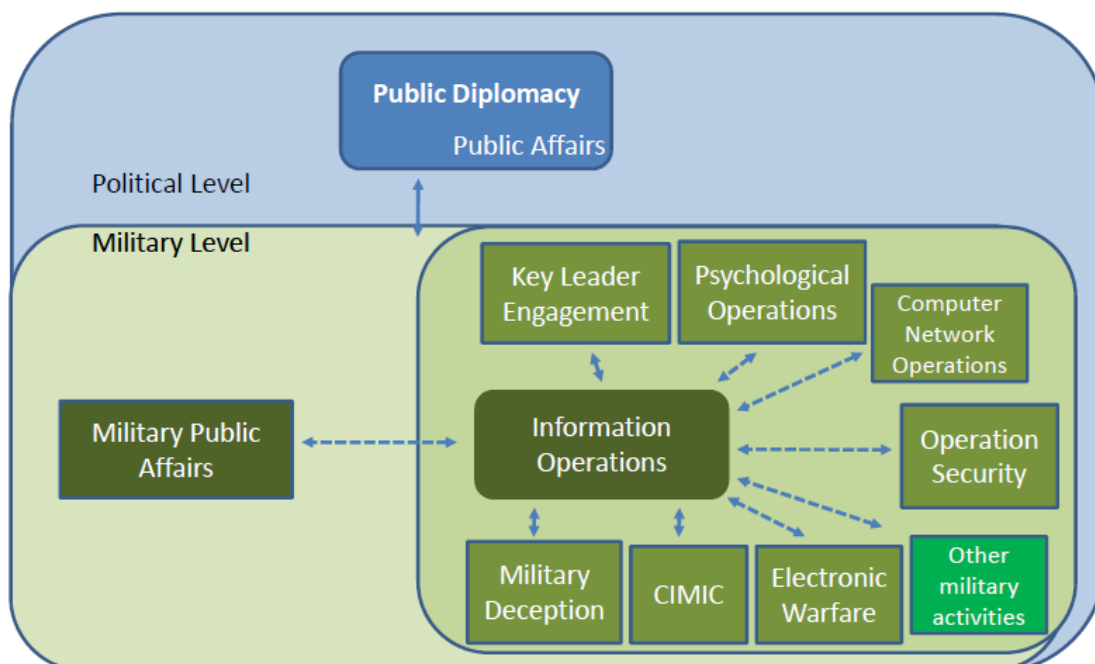 Public Diplomacy
Public Affairs
Political Level
Military Level
Key Leader
Engagement
Psychological
Operations
Computer
Network
Operations
Military Public
Affairs
Information
Operations
Operation
Security
Military
Deception
CIMIC
Electronic
Warfare
Other
military
activities